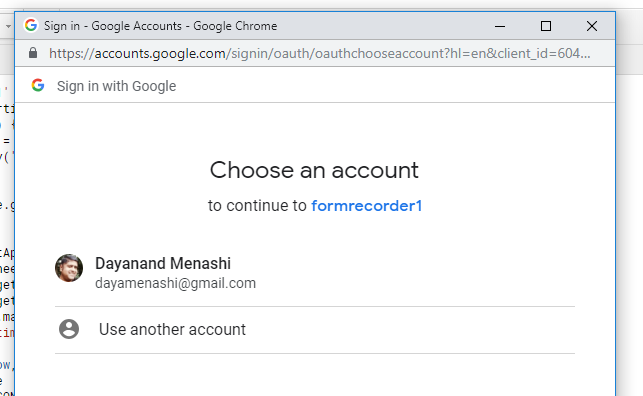 Sign in - Google Accounts - Google Chrome
https://accounts.google.com/signin/oauth/oauthchooseaccount?hl=en&client_id=604...
Sign in with Google
Choose an account
to continue to formrecorder1
Dayanand Menashi
dayamenashi@gmail.com
Use another account